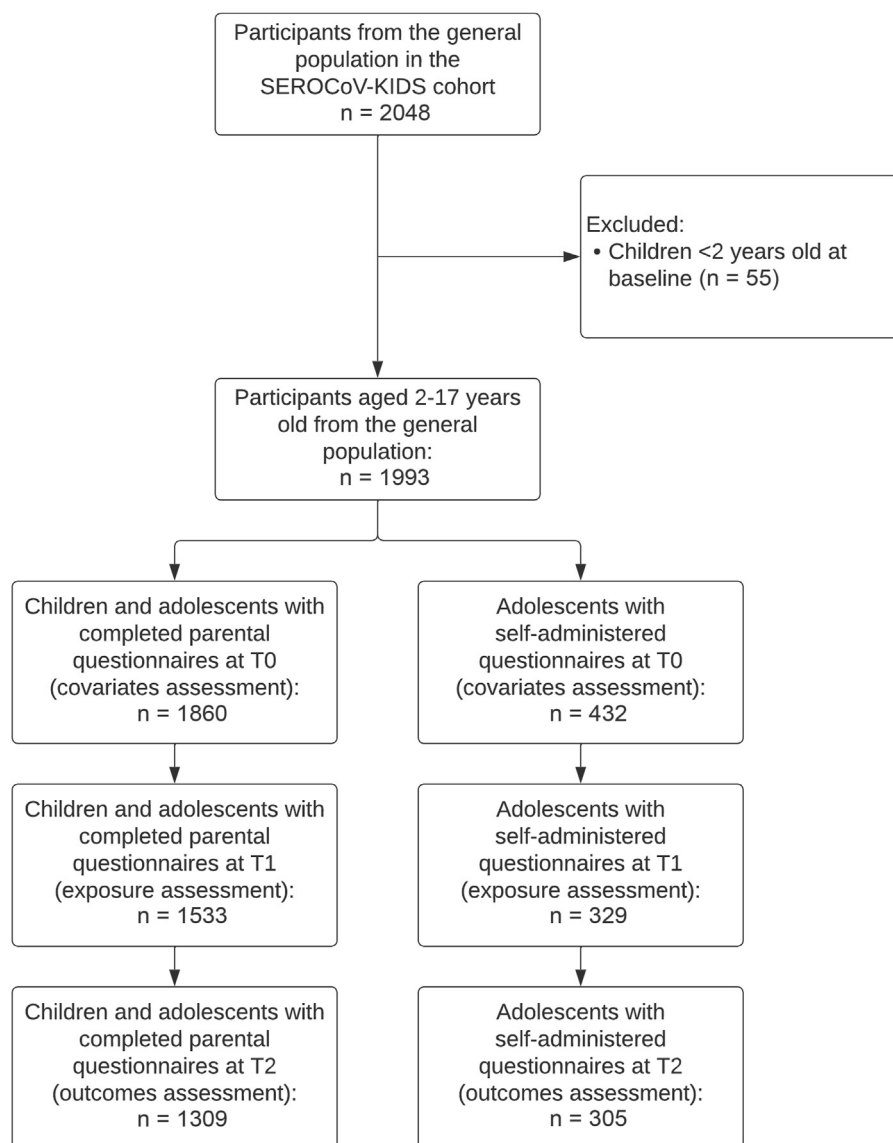 Participants from the general
population in the
SEROCoV-KIDS cohort
n = 2048
Excluded:
• Children <2 years old at
baseline (n = 55)
Participants aged 2-17 years
old from the general
population:
n = 1993
Children and adolescents with
completed parental
questionnaires at T0
(covariates assessment):
n = 1860
Adolescents with
self-administered
questionnaires at T0
(covariates assessment):
n = 432
Children and adolescents with
completed parental
questionnaires at T1
(exposure assessment):
n = 1533
Adolescents with
self-administered
questionnaires at T1
(exposure assessment):
n = 329
Children and adolescents with
completed parental
questionnaires at T2
(outcomes assessment):
n = 1309
Adolescents with
self-administered
questionnaires at T2
(outcomes assessment):
n = 305